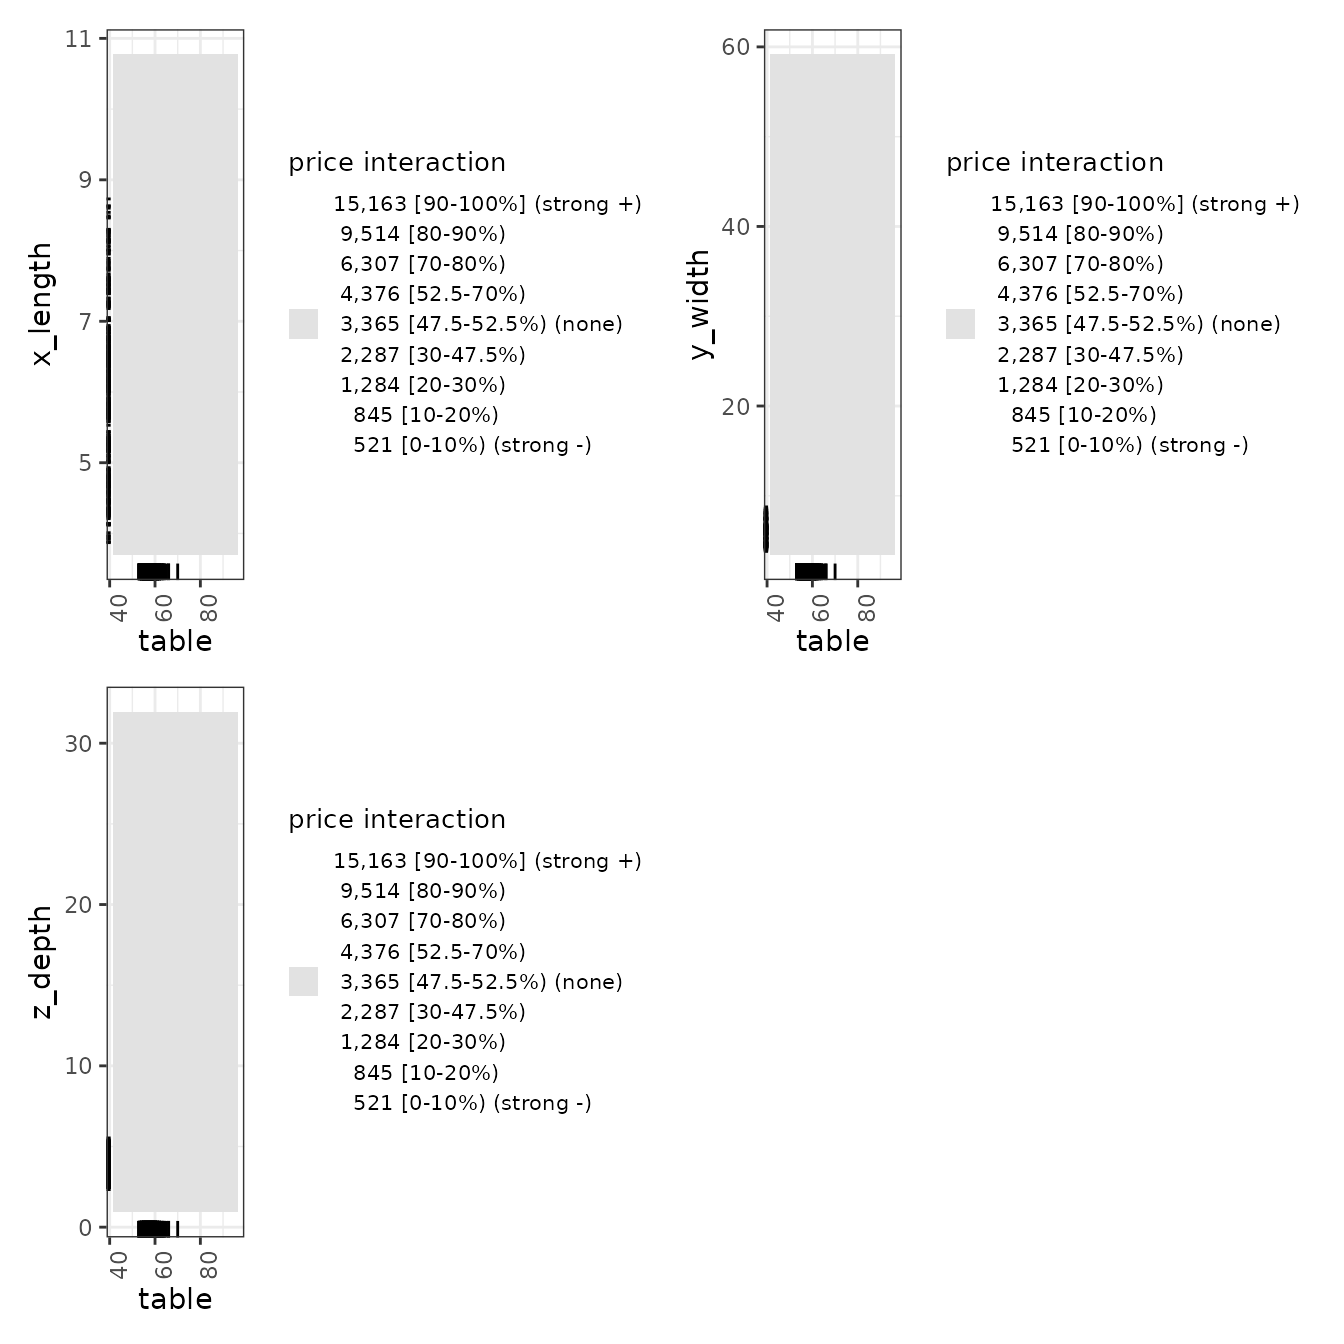 11
9
7
5
x_length
40
60
80
table
price interaction
15,163 [90-100%] (strong +)
9,514 [80-90%)
6,307 [70-80%)
4,376 [52.5-70%)
3,365 [47.5-52.5%) (none)
2,287 [30-47.5%)
1,284 [20-30%)
845 [10-20%)
521 [0-10%) (strong -)
60
40
20
y_width
40
60
80
table
price interaction
15,163 [90-100%] (strong +)
9,514 [80-90%)
6,307 [70-80%)
4,376 [52.5-70%)
3,365 [47.5-52.5%) (none)
2,287 [30-47.5%)
1,284 [20-30%)
845 [10-20%)
521 [0-10%) (strong -)
30
20
10
0
z_depth
40
60
80
table
price interaction
15,163 [90-100%] (strong +)
9,514 [80-90%)
6,307 [70-80%)
4,376 [52.5-70%)
3,365 [47.5-52.5%) (none)
2,287 [30-47.5%)
1,284 [20-30%)
845 [10-20%)
521 [0-10%) (strong -)